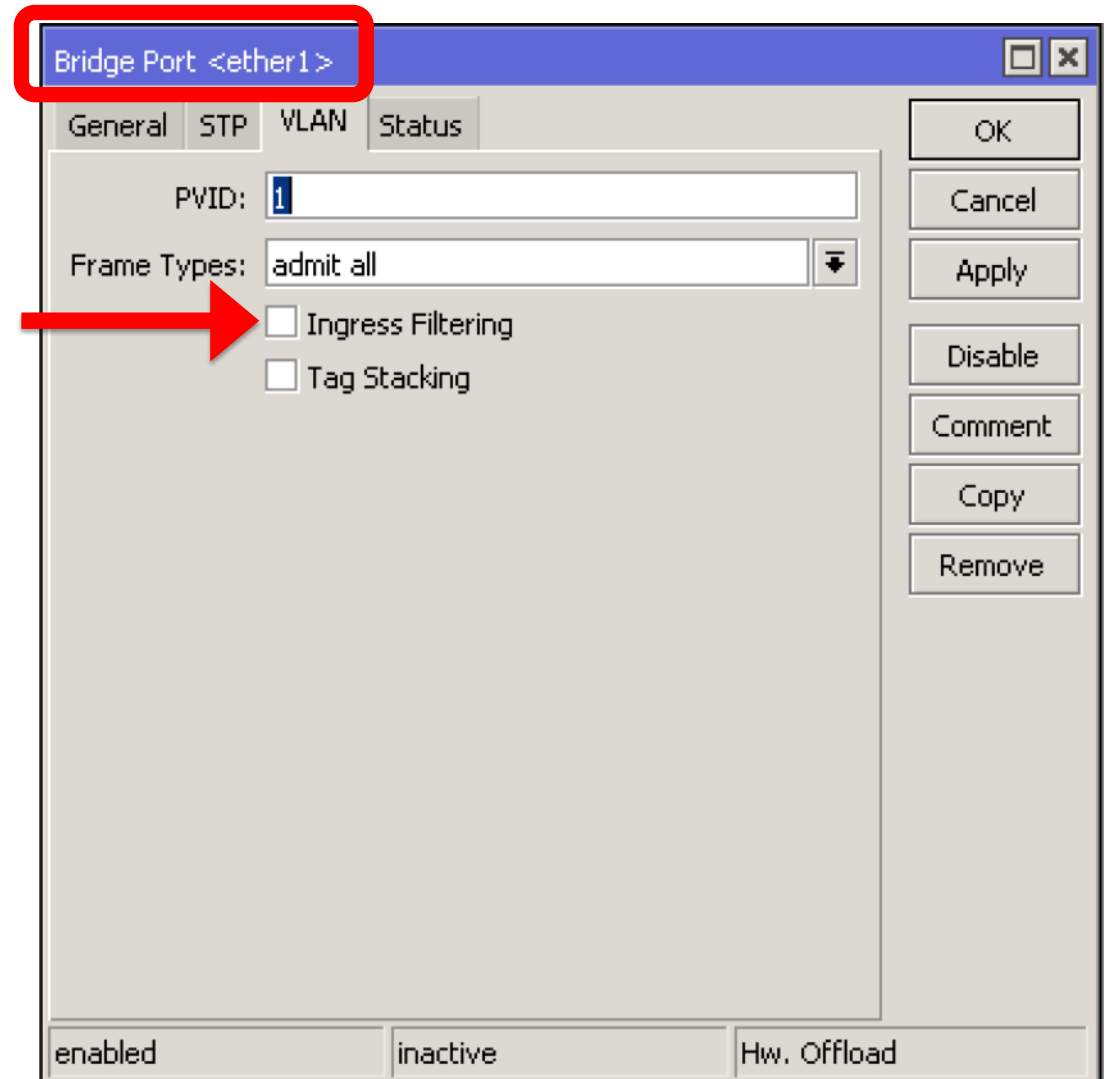 Bridge Port <ether1>
General STP VLAN Status
PVID: 1
Frame Types: admit all
Ingress Filtering
Tag Stacking
OK
Cancel
Apply
Disable
Comment
Copy
Remove
enabled inactive Hw. Offload